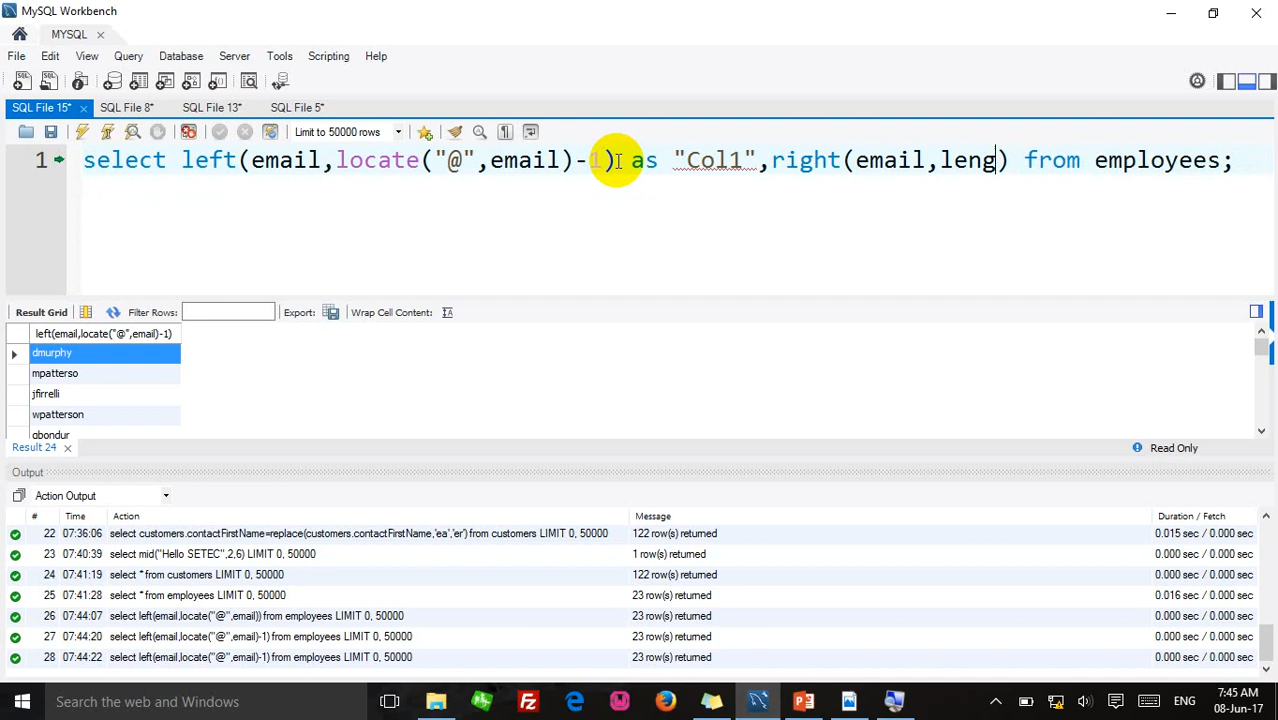 MySQL Workbench
MYSQL
File Edit View Query Database Server Tools Scripting Help
SQL File 15* SQL File 8* SQL File 13* SQL File 5*
Limit to 50000 rows
1 select left(email,locate("@",email)-1) as "Col1",right(email,leng) from employees;
Result Grid Filter Rows: Export: Wrap Cell Content:
left(email,locate("@",email)-1)
dmurphy
mpatterso
jfirrelli
wpatterson
gbondur
Result 24 Read Only
Output
Action Output
# Time Action Message Duration / Fetch
22 07:36:06 select customers.contactFirstName=replace(customers.contactFirstName,'ea','er') from customers LIMIT 0, 50000 122 row(s) returned 0.015 sec / 0.000 sec
23 07:40:39 select mid("Hello SETEC",2,6) LIMIT 0, 50000 1 row(s) returned 0.000 sec / 0.000 sec
24 07:41:19 select * from customers LIMIT 0, 50000 122 row(s) returned 0.000 sec / 0.000 sec
25 07:41:28 select * from employees LIMIT 0, 50000 23 row(s) returned 0.016 sec / 0.000 sec
26 07:44:07 select left(email,locate("@",email)) from employees LIMIT 0, 50000 23 row(s) returned 0.000 sec / 0.000 sec
27 07:44:20 select left(email,locate("@",email)-1) from employees LIMIT 0, 50000 23 row(s) returned 0.000 sec / 0.000 sec
28 07:44:22 select left(email,locate("@",email)-1) from employees LIMIT 0, 50000 23 row(s) returned 0.000 sec / 0.000 sec
Search the web and Windows ENG 7:45 AM
08-Jun-17